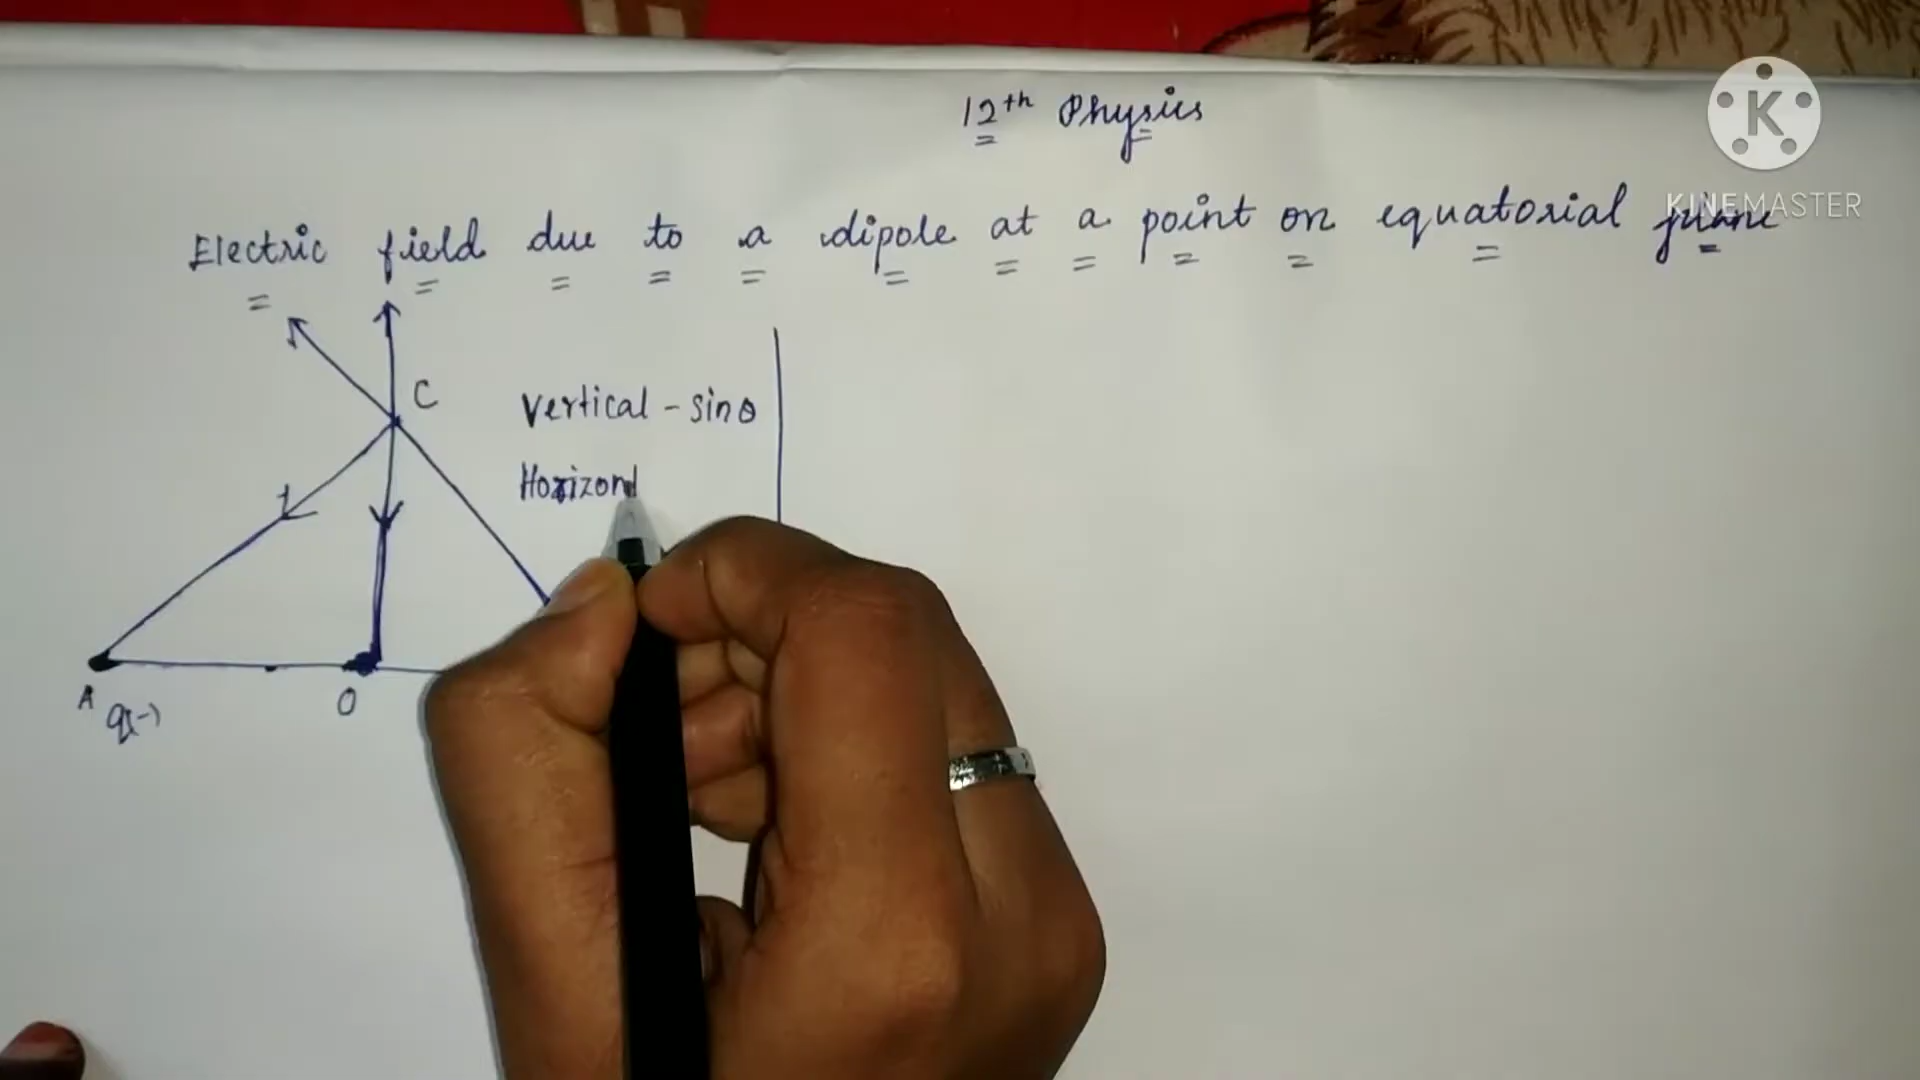 12th Physics
K
KINEMASTER
Electric field due to a dipole at a point on equatorial
C
Vertical - sinθ
Horizon
A
q(-)
O